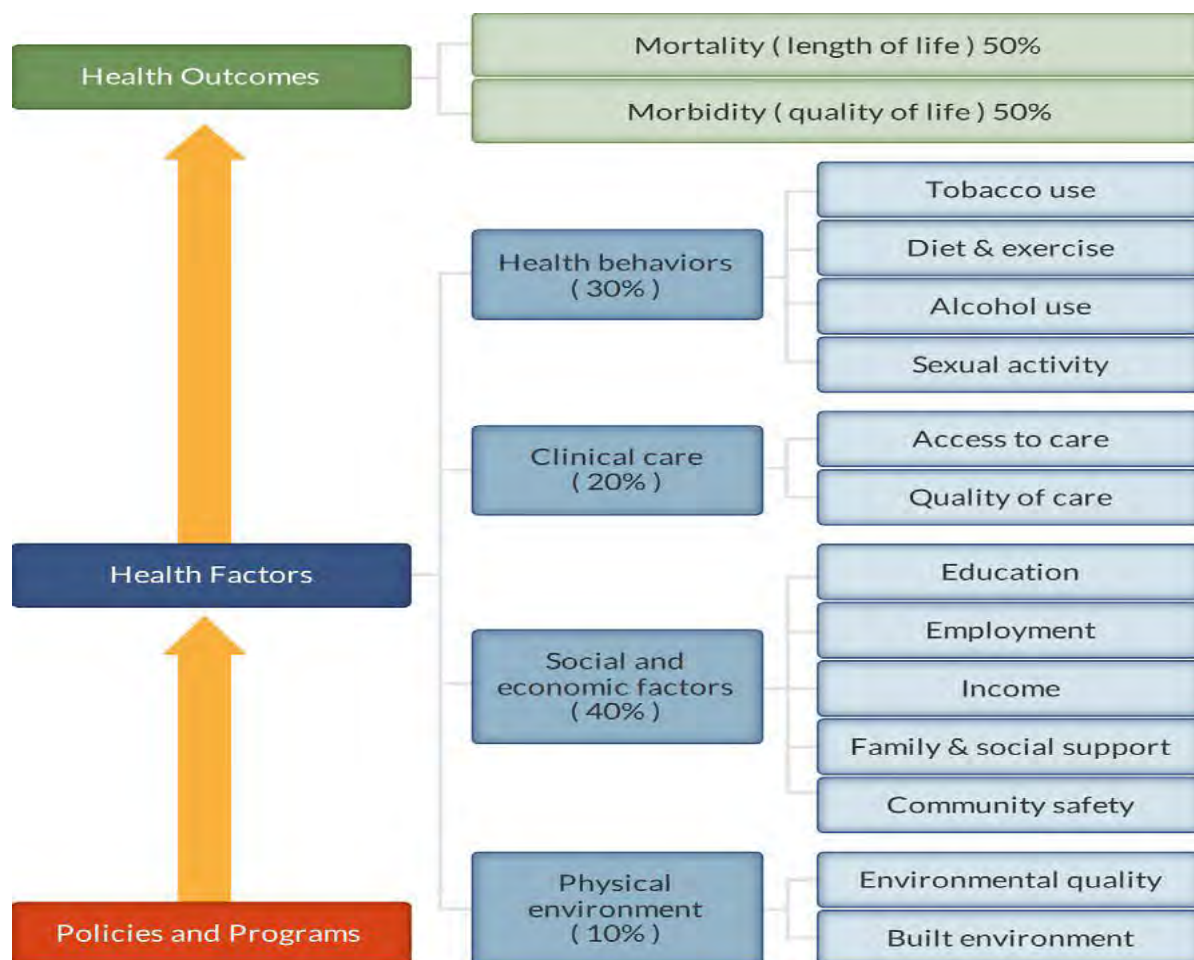 Health Outcomes
Mortality ( length of life ) 50%
Morbidity ( quality of life ) 50%
Health behaviors
( 30% )
Tobacco use
Diet & exercise
Alcohol use
Sexual activity
Clinical care
( 20% )
Access to care
Quality of care
Health Factors
Social and
economic factors
( 40% )
Education
Employment
Income
Family & social support
Community safety
Policies and Programs
Physical
environment
( 10% )
Environmental quality
Built environment